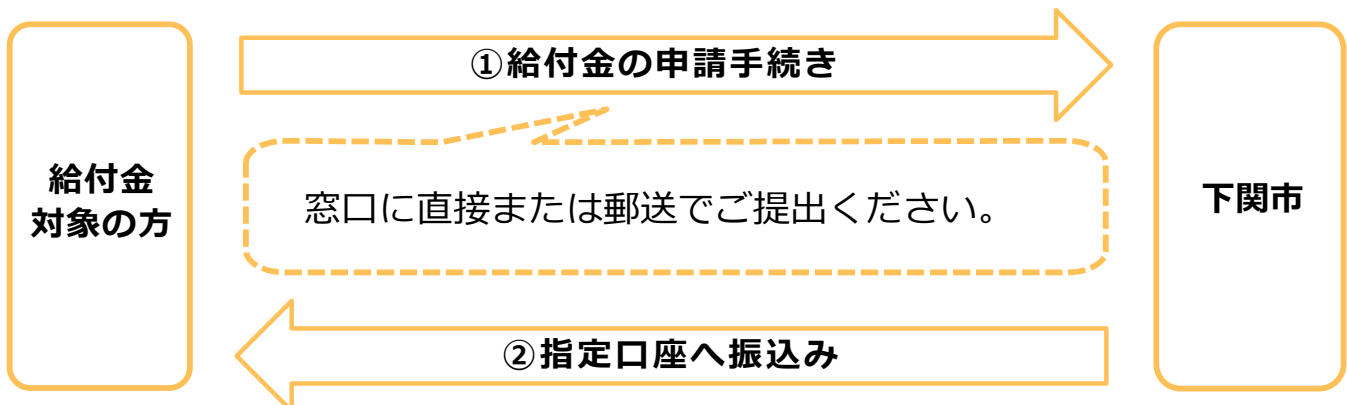 ①給付金の申請手続き
給付金
対象の方
窓口に直接または郵送でご提出ください。
下関市
②指定口座へ振込み